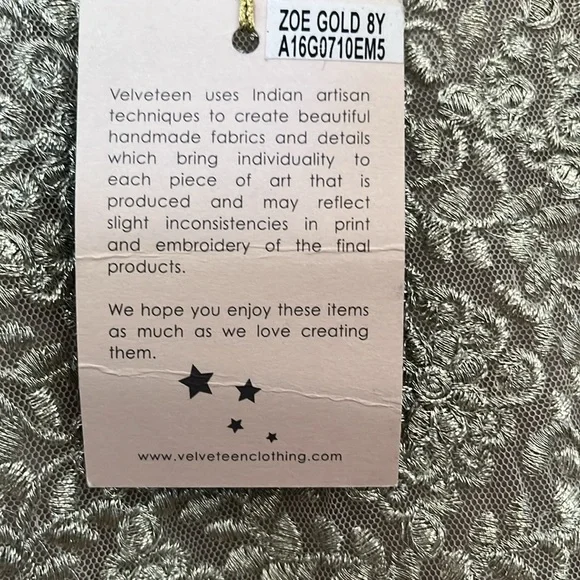 ZOE GOLD 8Y
A16G0710EM5
Velveteen uses Indian artisan
techniques to create beautiful
handmade fabrics and details
which bring individuality to
each piece of art that is
produced and may reflect
slight inconsistencies in print
and embroidery of the final
products.
We hope you enjoy these items
as much as we love creating
them.
www.velveteenclothing.com